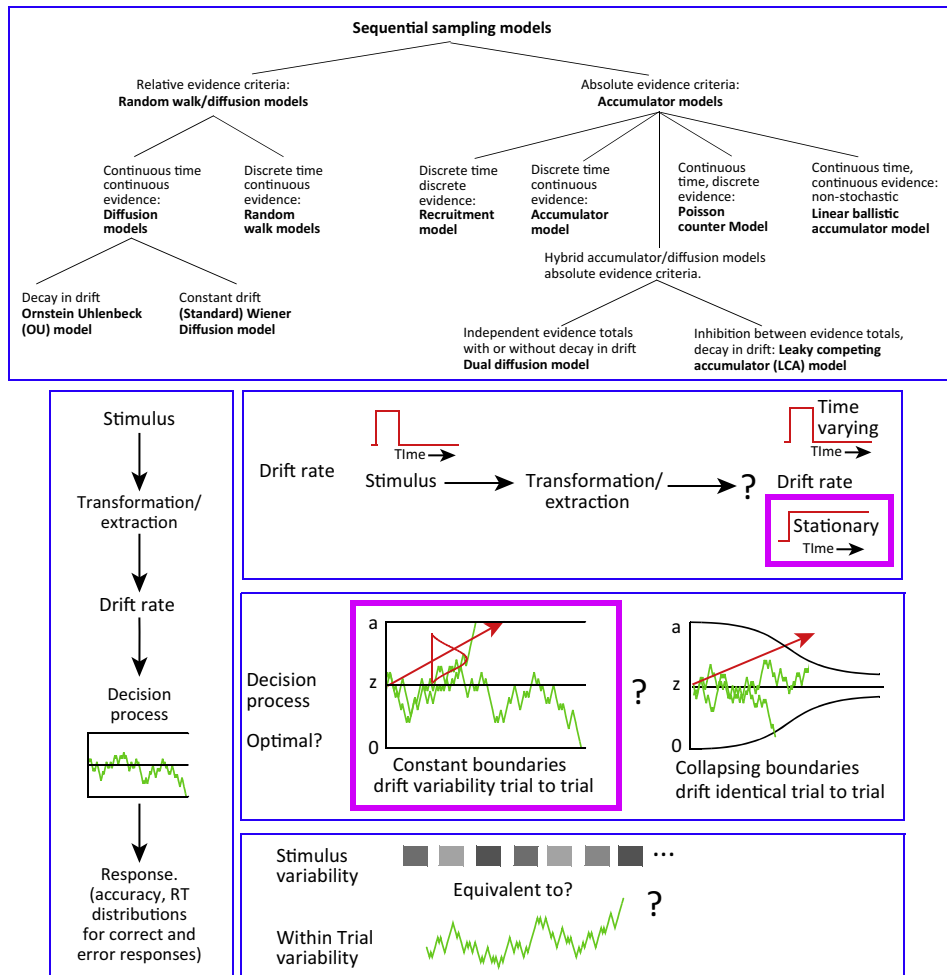 Sequential sampling models
Relative evidence criteria:
Random walk/diffusion models
Absolute evidence criteria:
Accumulator models
Continuous time
continuous
evidence:
Diffusion
models
Discrete time
continuous
evidence:
Random
walk models
Discrete time
discrete
evidence:
Recruitment
model
Discrete time
continuous
evidence:
Accumulator
model
Continuous
time, discrete
evidence:
Poisson
counter Model
Continuous time,
continuous evidence:
non-stochastic
Linear ballistic
accumulator model
Hybrid accumulator/diffusion models
absolute evidence criteria.
Decay in drift
Ornstein Uhlenbeck
(OU) model
Constant drift
(Standard) Wiener
Diffusion model
Independent evidence totals
with or without decay in drift
Dual diffusion model
Inhibition between evidence totals,
decay in drift: Leaky competing
accumulator (LCA) model
Stimulus
Transformation/
extraction
Drift rate
Decision
process
Response.
(accuracy, RT
distributions
for correct and
error responses)
Drift rate
TIme
Stimulus
Transformation/
extraction
?
Time
varying
TIme
Drift rate
Stationary
TIme
Decision
process
Optimal?
a
z
0
Constant boundaries
drift variability trial to trial
?
a
z
0
Collapsing boundaries
drift identical trial to trial
Stimulus
variability
...
Equivalent to?
?
Within Trial
variability